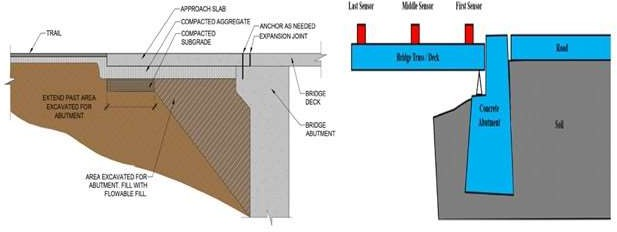 APPROACH SLAB
COMPACTED AGGREGATE
COMPACTED
SUBGRADE
ANCHOR AS NEEDED
EXPANSION JOINT
TRAIL
EXTEND PAST AREA
EXCAVATED FOR
ABUTMENT
BRIDGE
DECK
BRIDGE
ABUTMENT
AREA EXCAVATED FOR
ABUTMENT. FILL WITH
FLOWABLE FILL.
Last Sensor
Middle Sensor
First Sensor
Bridge Truss / Deck
Road
Concrete
Abutment
Soil